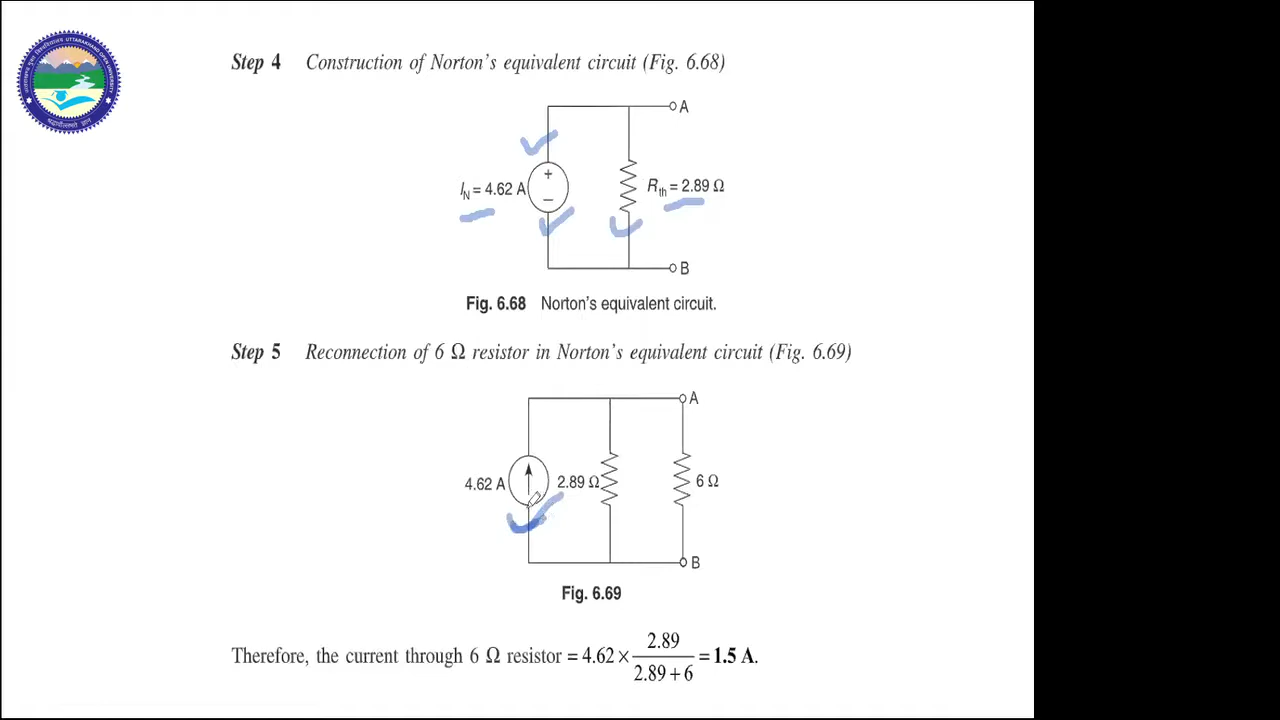 UTTARAKHAND OPEN UNIVERSITY
Step 4 Construction of Norton's equivalent circuit (Fig. 6.68)
A
+
I_N = 4.62 A
R_th = 2.89 Ω
−
B
Fig. 6.68 Norton's equivalent circuit.
Step 5 Reconnection of 6 Ω resistor in Norton's equivalent circuit (Fig. 6.69)
A
4.62 A 2.89 Ω 6 Ω
B
Fig. 6.69
Therefore, the current through 6 Ω resistor = 4.62 × 2.89 / (2.89 + 6) = 1.5 A.